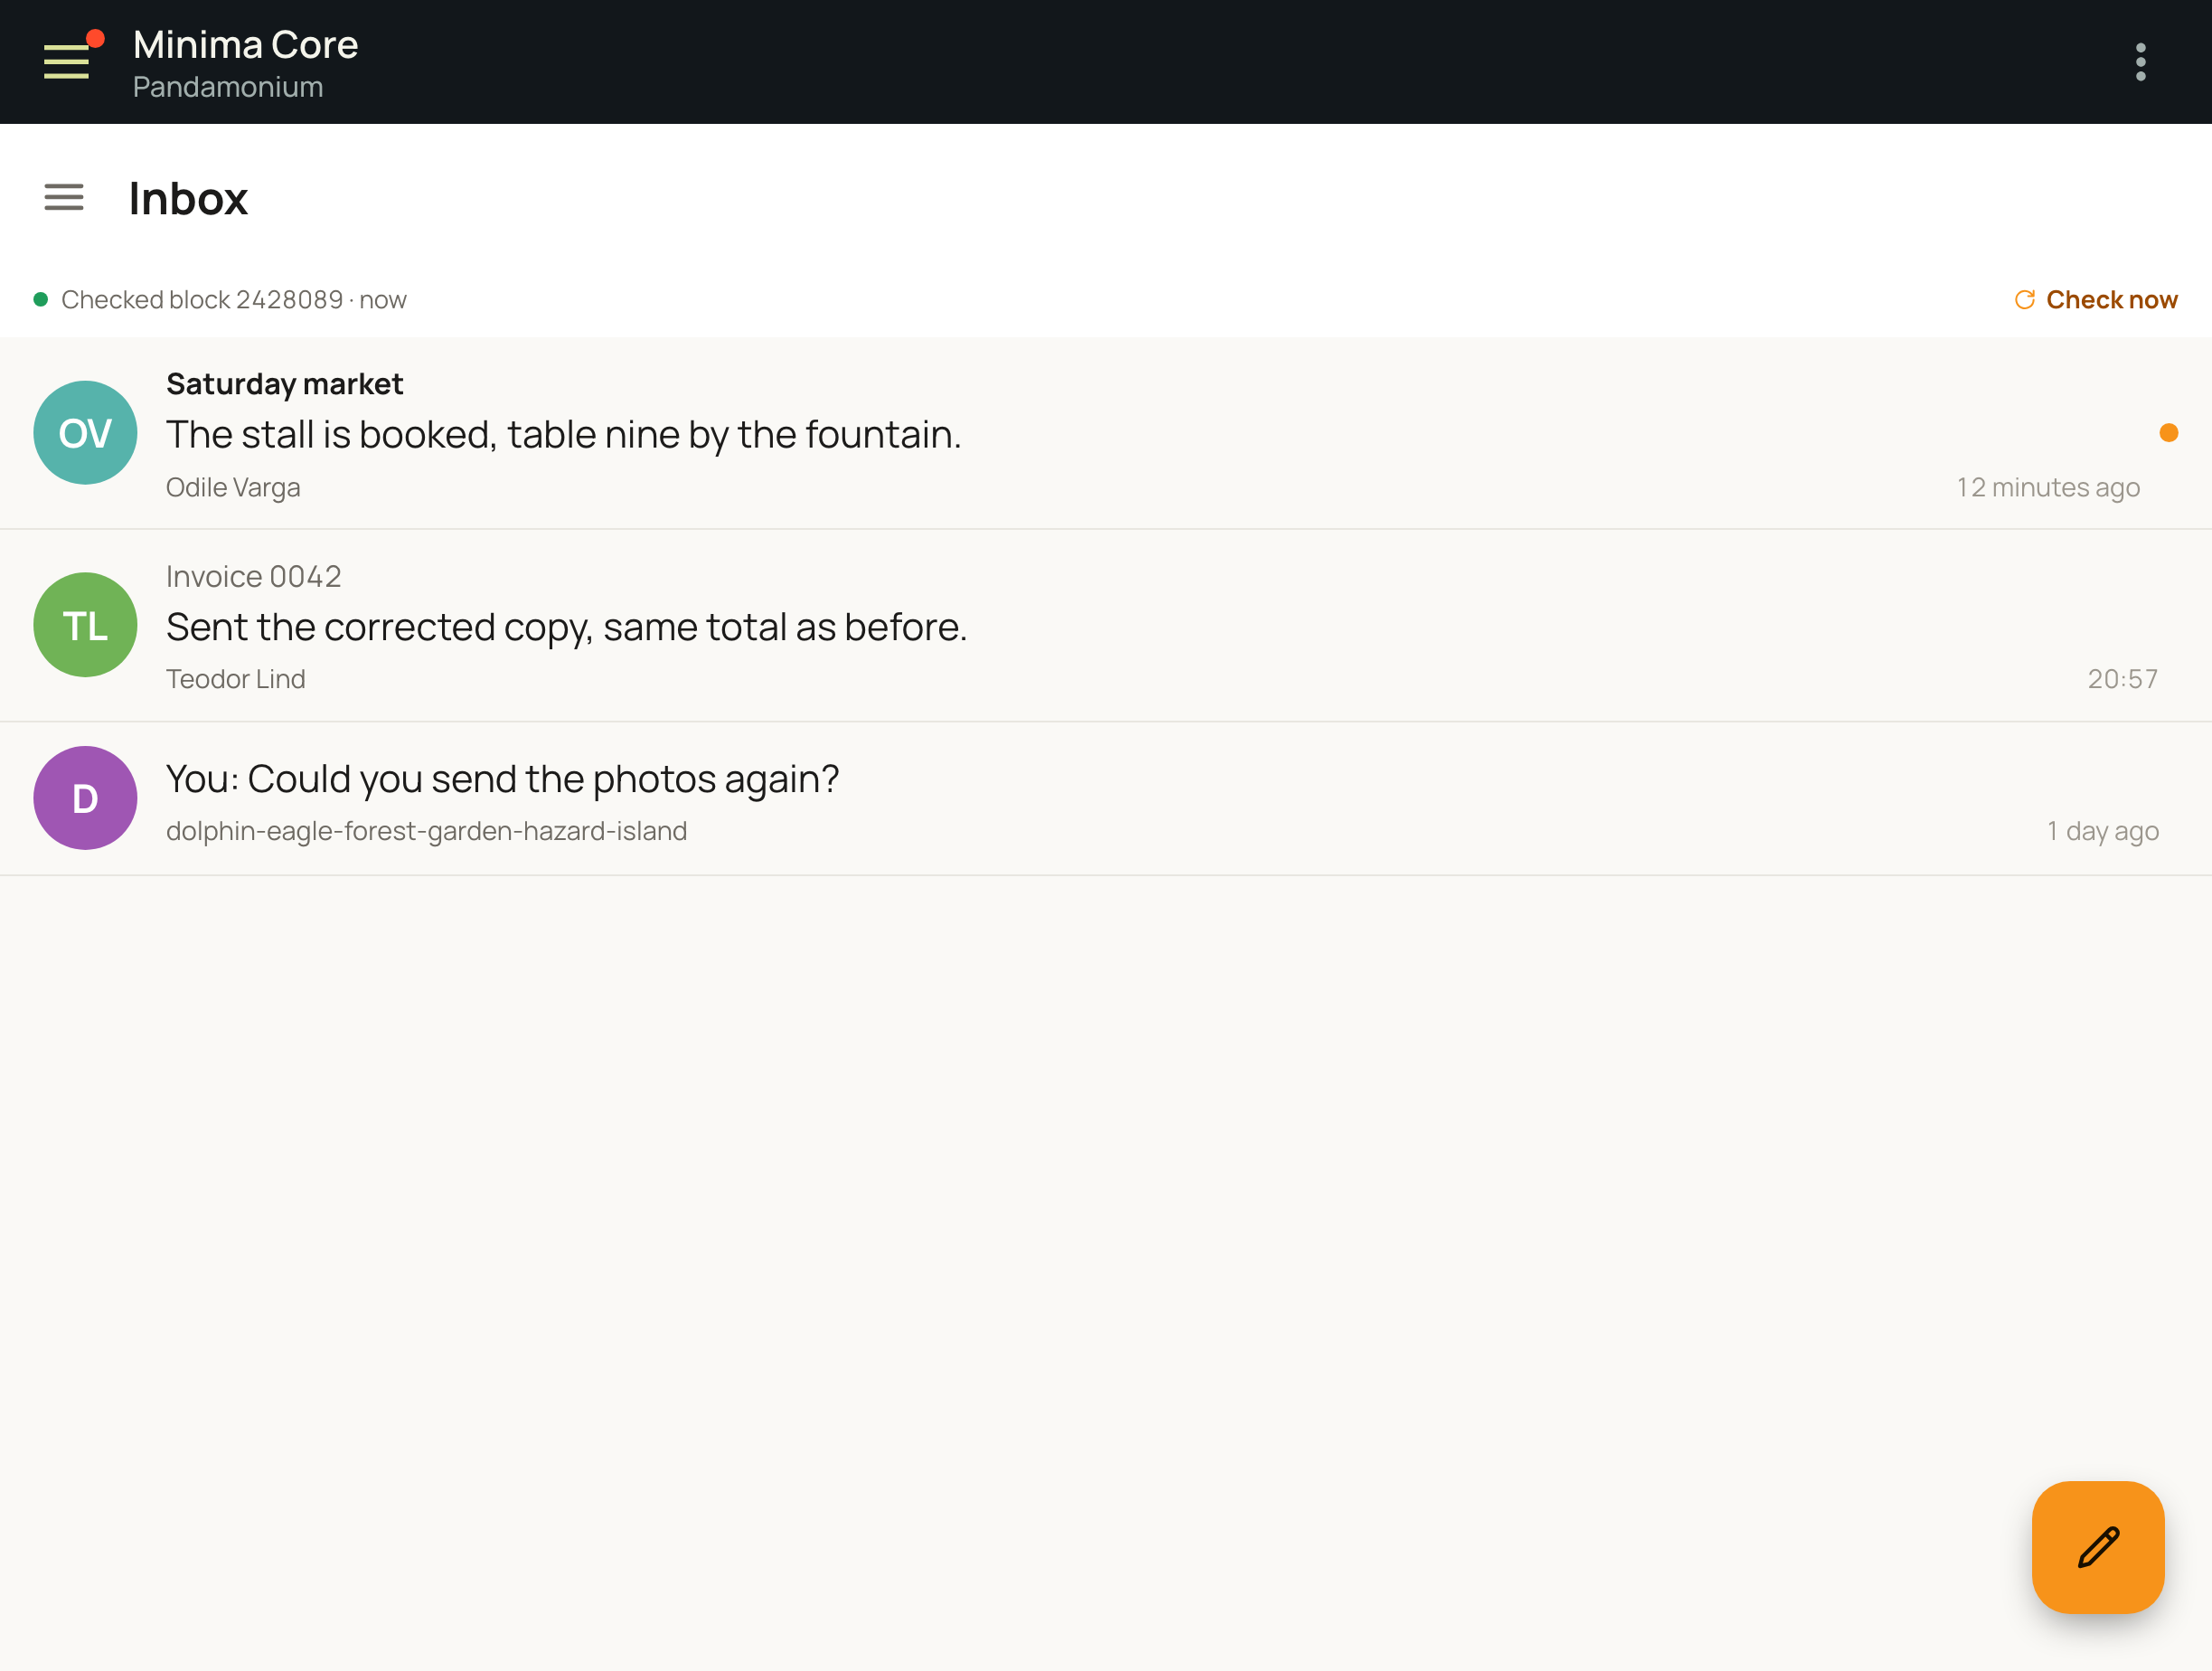 Minima Core
Pandamonium
Inbox
Checked block 2428089 · now
Check now
OV
Saturday market
The stall is booked, table nine by the fountain.
Odile Varga
12 minutes ago
TL
Invoice 0042
Sent the corrected copy, same total as before.
Teodor Lind
20:57
D
You: Could you send the photos again?
dolphin-eagle-forest-garden-hazard-island
1 day ago